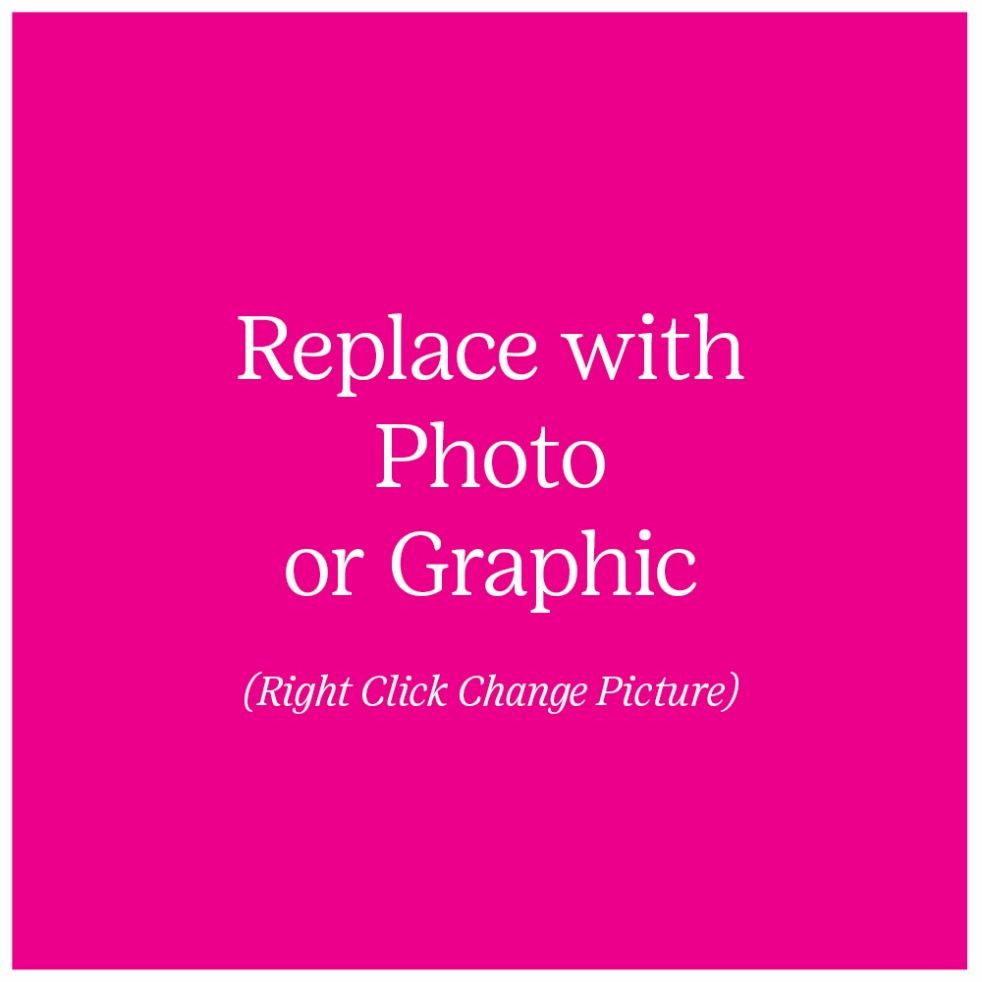 Replace with
Photo
or Graphic
(Right Click Change Picture)